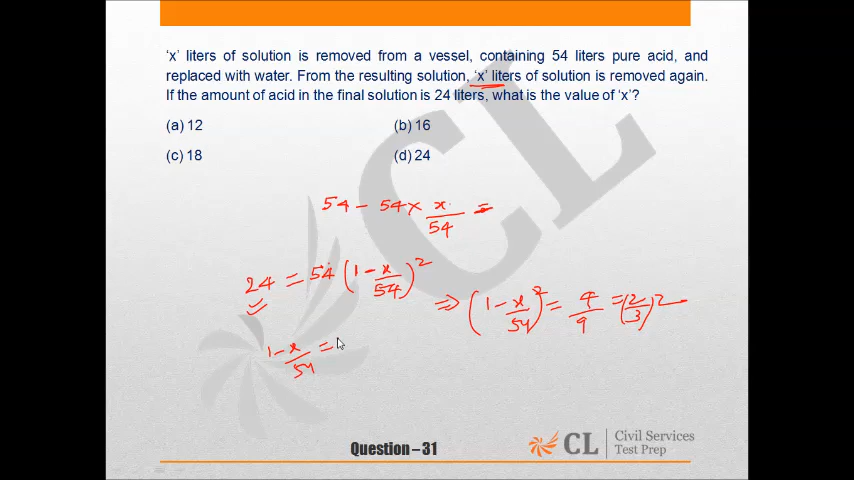 'x' liters of solution is removed from a vessel, containing 54 liters pure acid, and
replaced with water. From the resulting solution, 'x' liters of solution is removed again.
If the amount of acid in the final solution is 24 liters, what is the value of 'x'?
(a) 12 (b) 16
(c) 18 (d) 24
54 - 54 × x/54 =
24 = 54 (1 - x/54)^2
⇒ (1 - x/54)^2 = 4/9 = (2/3)^2
1 - x/54 =
Question – 31
CL Civil Services
Test Prep
CL